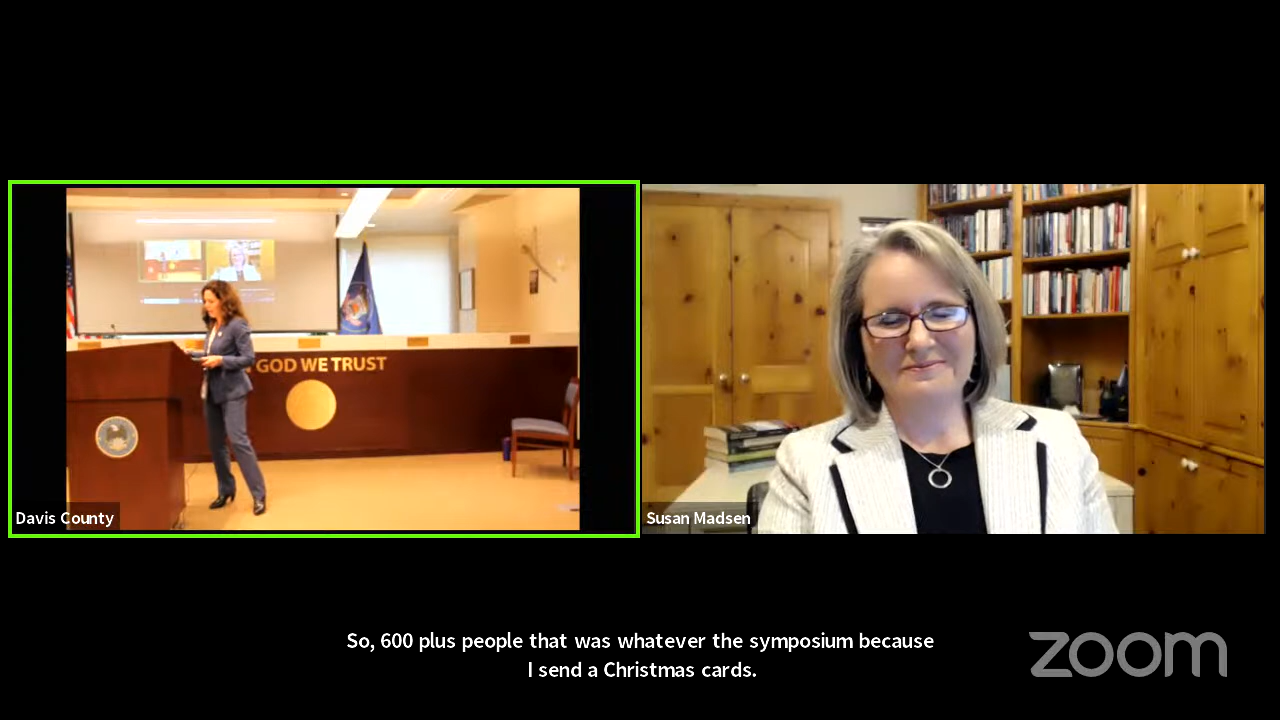 GOD WE TRUST
Davis County
Susan Madsen
So, 600 plus people that was whatever the symposium because
I send a Christmas cards.
zoom